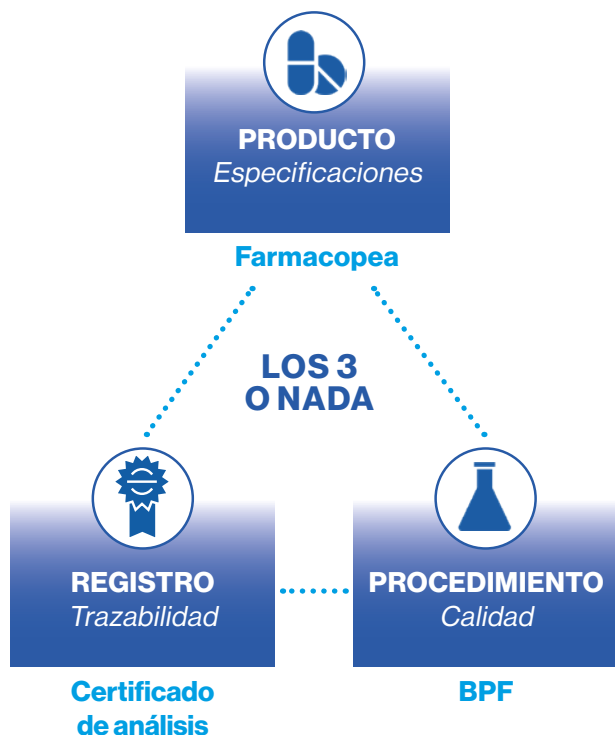 PRODUCTO
Especificaciones
Farmacopea
LOS 3
O NADA
REGISTRO
Trazabilidad
Certificado
de análisis
PROCEDIMIENTO
Calidad
BPF